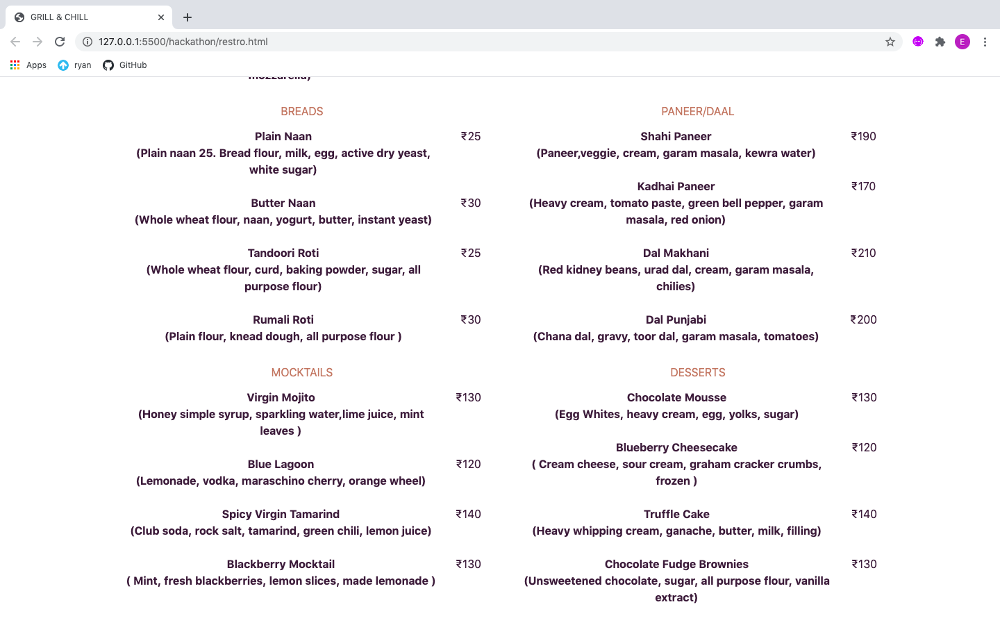 GRILL & CHILL
127.0.0.1:5500/hackathon/restro.html
E
Apps
ryan
GitHub
mozzarella)
BREADS
Plain Naan ₹25
(Plain naan 25. Bread flour, milk, egg, active dry yeast,
white sugar)
Butter Naan ₹30
(Whole wheat flour, naan, yogurt, butter, instant yeast)
Tandoori Roti ₹25
(Whole wheat flour, curd, baking powder, sugar, all
purpose flour)
Rumali Roti ₹30
(Plain flour, knead dough, all purpose flour )
PANEER/DAAL
Shahi Paneer ₹190
(Paneer,veggie, cream, garam masala, kewra water)
Kadhai Paneer ₹170
(Heavy cream, tomato paste, green bell pepper, garam
masala, red onion)
Dal Makhani ₹210
(Red kidney beans, urad dal, cream, garam masala,
chilies)
Dal Punjabi ₹200
(Chana dal, gravy, toor dal, garam masala, tomatoes)
MOCKTAILS
Virgin Mojito ₹130
(Honey simple syrup, sparkling water,lime juice, mint
leaves )
Blue Lagoon ₹120
(Lemonade, vodka, maraschino cherry, orange wheel)
Spicy Virgin Tamarind ₹140
(Club soda, rock salt, tamarind, green chili, lemon juice)
Blackberry Mocktail ₹130
( Mint, fresh blackberries, lemon slices, made lemonade )
DESSERTS
Chocolate Mousse ₹130
(Egg Whites, heavy cream, egg, yolks, sugar)
Blueberry Cheesecake ₹120
( Cream cheese, sour cream, graham cracker crumbs,
frozen )
Truffle Cake ₹140
(Heavy whipping cream, ganache, butter, milk, filling)
Chocolate Fudge Brownies ₹130
(Unsweetened chocolate, sugar, all purpose flour, vanilla
extract)